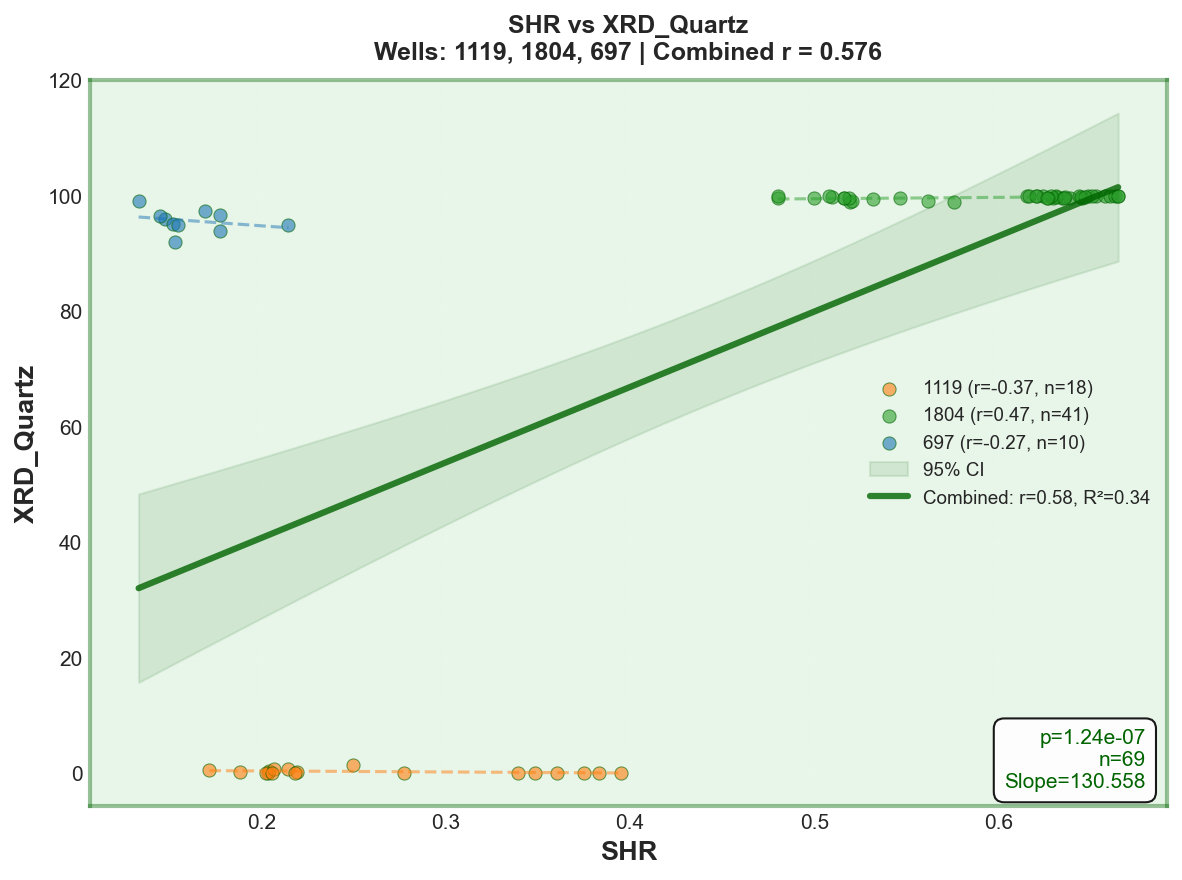 SHR vs XRD_Quartz
Wells: 1119, 1804, 697 | Combined r = 0.576
120
100
80
60
40
20
0
XRD_Quartz
1119 (r=-0.37, n=18)
1804 (r=0.47, n=41)
697 (r=-0.27, n=10)
95% CI
Combined: r=0.58, R²=0.34
p=1.24e-07
n=69
Slope=130.558
0.2 0.3 0.4 0.5 0.6
SHR